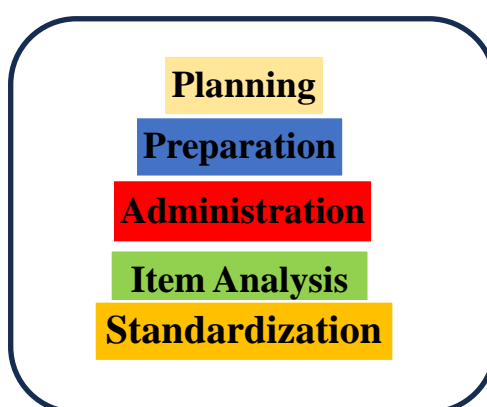 Planning
Preparation
Administration
Item Analysis
Standardization